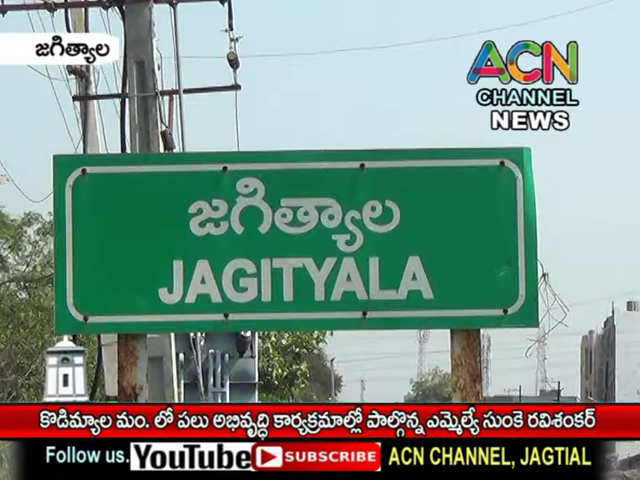 జగిత్యాల
ACN
CHANNEL
NEWS
జగిత్యాల
JAGITYALA
కొడిమ్యాల మం. లో పలు అభివృద్ధి కార్యక్రమాల్లో పాల్గొన్న ఎమ్మెల్యే సుంకె రవిశంకర్
Follow us. YouTube SUBSCRIBE ACN CHANNEL, JAGTIAL